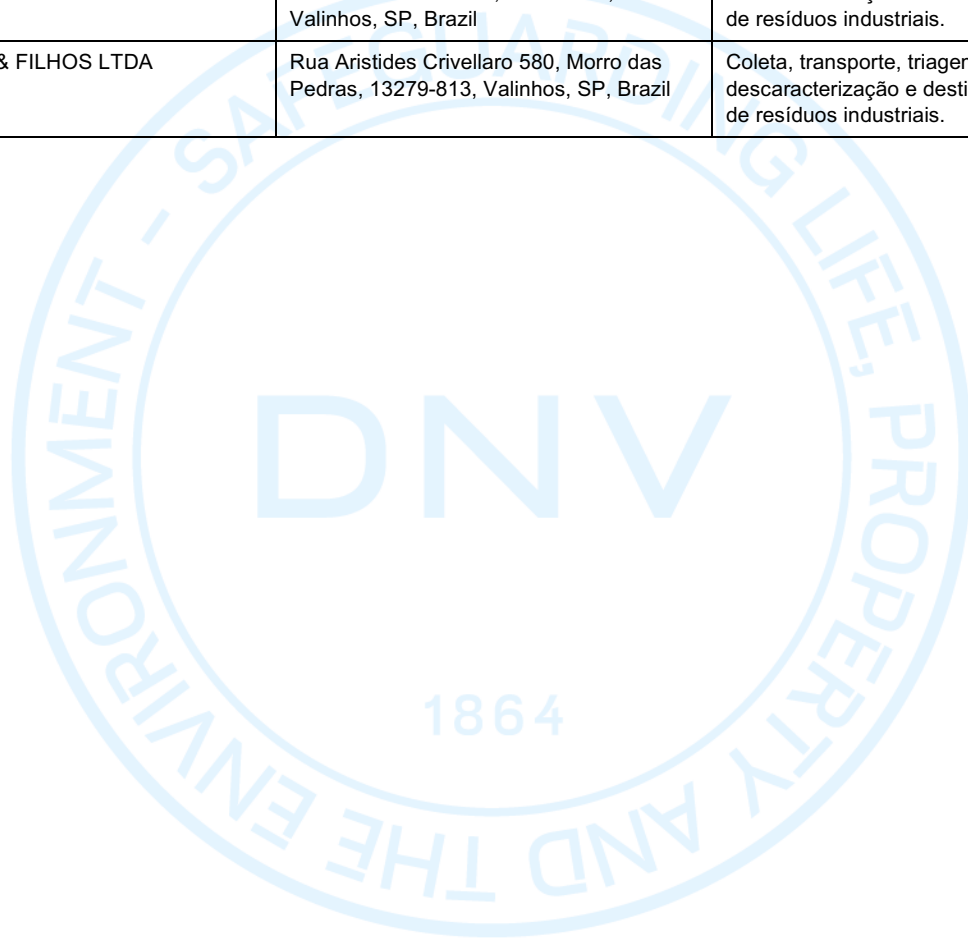 Valinhos, SP, Brazil
de resíduos industriais.
& FILHOS LTDA
Rua Aristides Crivellaro 580, Morro das
Pedras, 13279-813, Valinhos, SP, Brazil
Coleta, transporte, triagem
descaracterização e desti
de resíduos industriais.
SAFEGUARDING LIFE, PROPERTY AND THE ENVIRONMENT -
DNV
1864